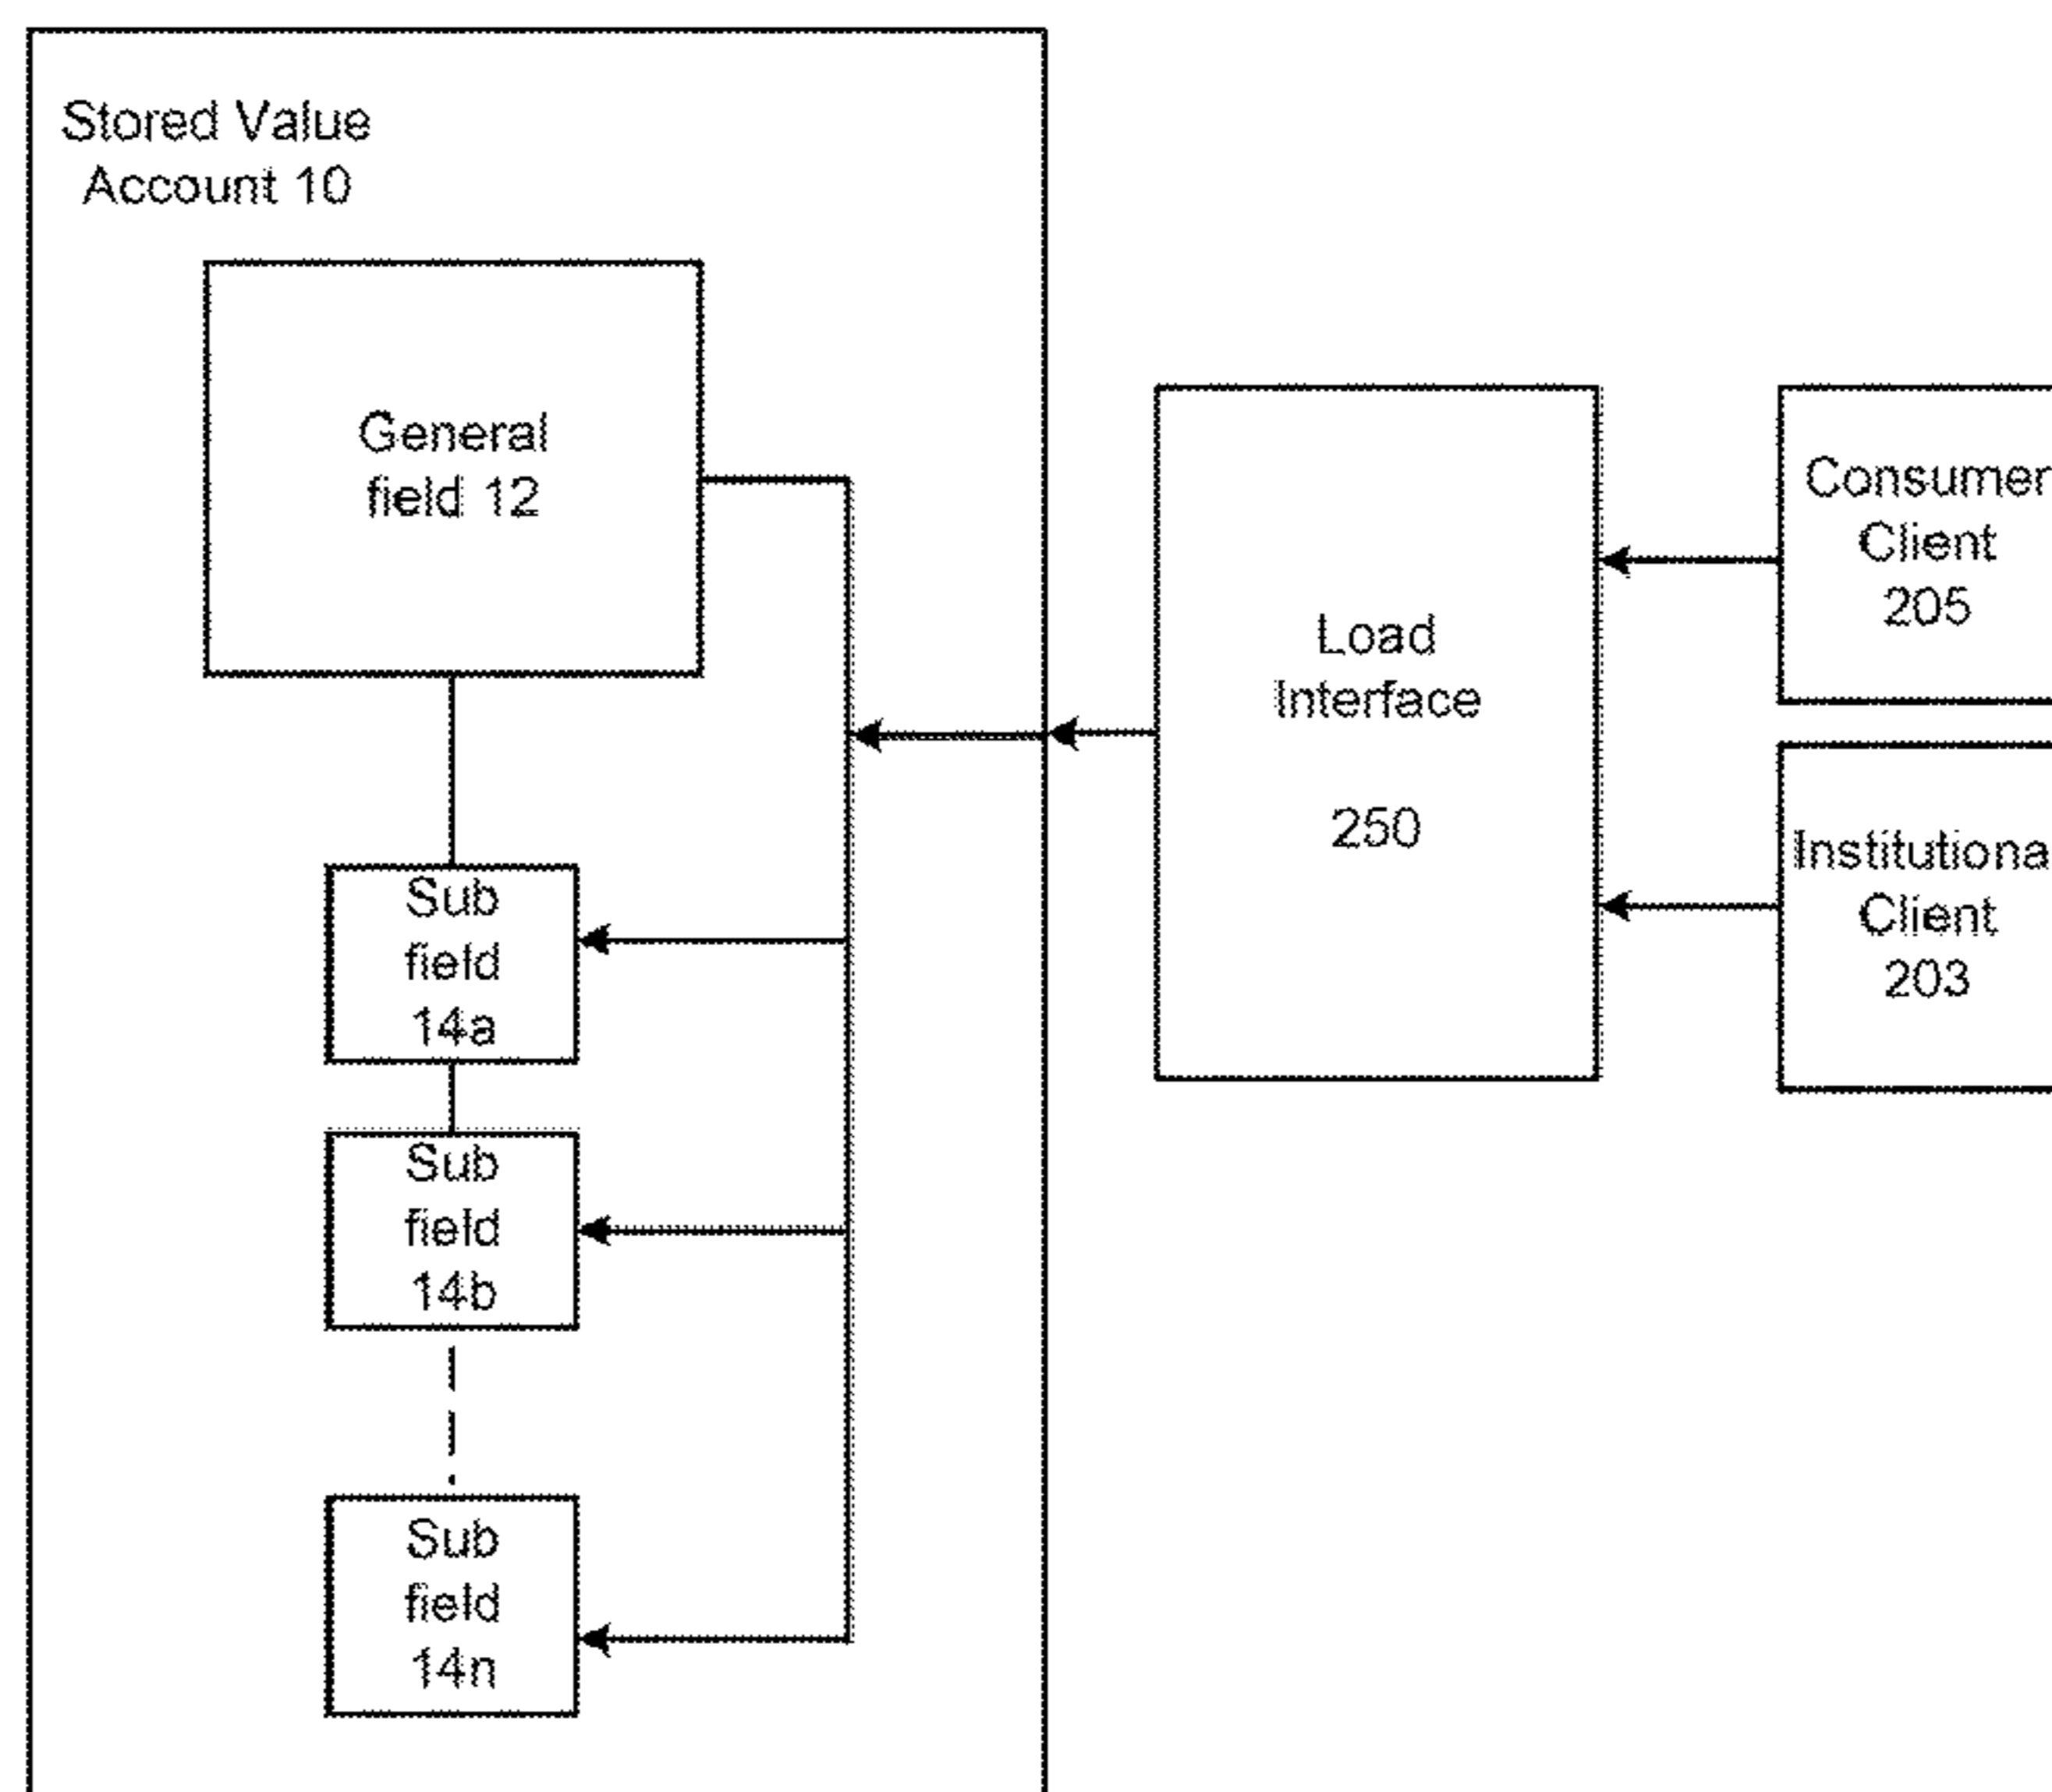 Stored Value
Account 10
General
field 12
Sub
field
14a
Sub
field
14b
Sub
field
14n
Load
Interface
250
Consumer
Client
205
Institutiona
Client
203